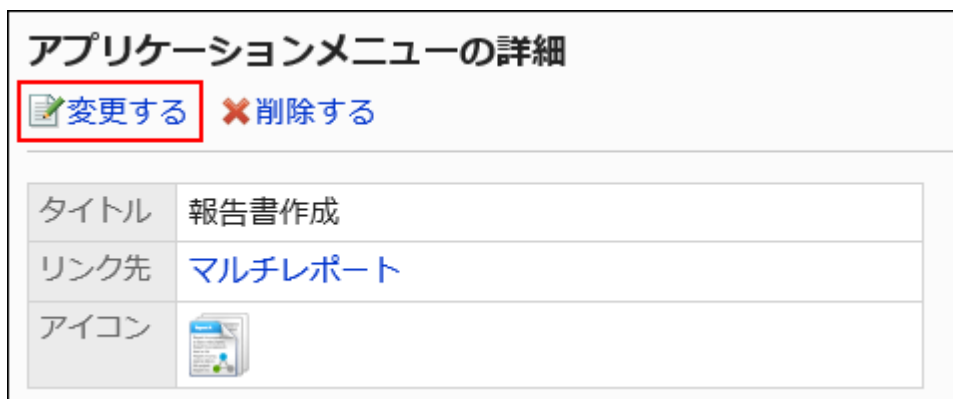 アプリケーションメニューの詳細
変更する 削除する
タイトル 報告書作成
リンク先 マルチレポート
アイコン